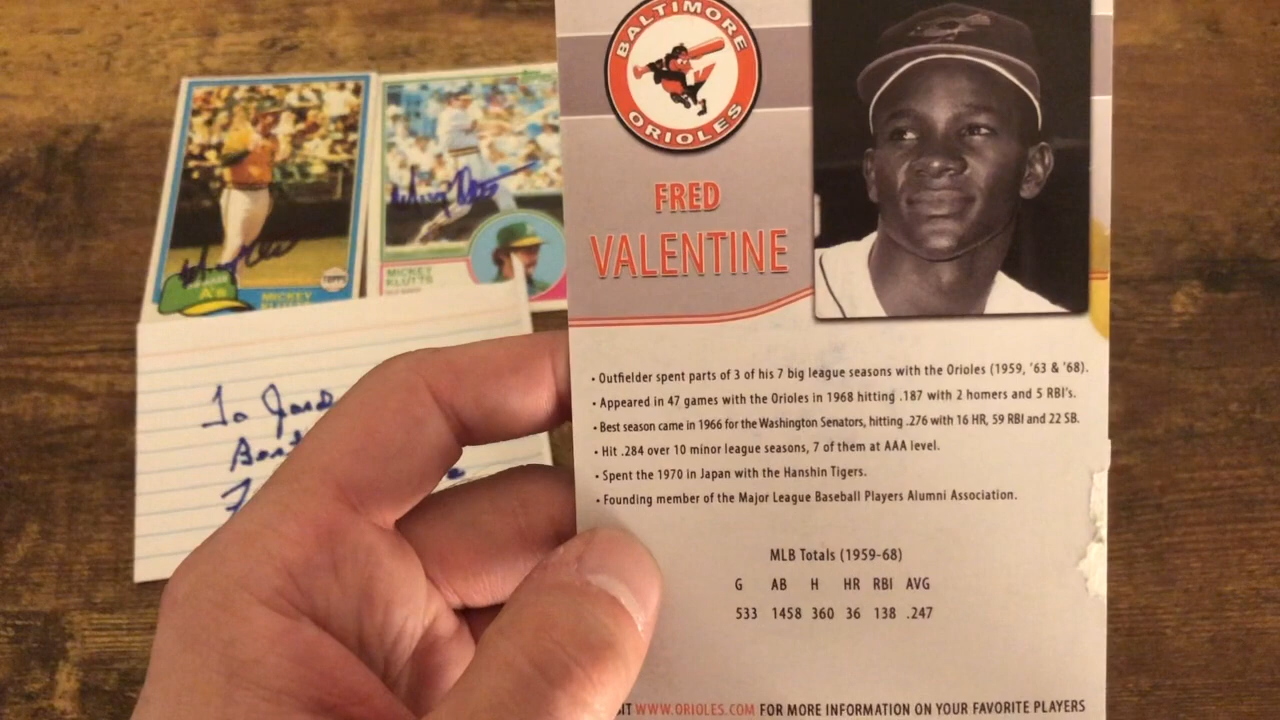 BALTIMORE
ORIOLES
FRED
VALENTINE
• Outfielder spent parts of 3 of his 7 big league seasons with the Orioles (1959, '63 & '68).
• Appeared in 47 games with the Orioles in 1968 hitting .187 with 2 homers and 5 RBI's.
• Best season came in 1966 for the Washington Senators, hitting .276 with 16 HR, 59 RBI and 22 SB.
• Hit .284 over 10 minor league seasons, 7 of them at AAA level.
• Spent the 1970 in Japan with the Hanshin Tigers.
• Founding member of the Major League Baseball Players Alumni Association.
MLB Totals (1959-68)
G AB H HR RBI AVG
533 1458 360 36 138 .247
IT WWW.ORIOLES.COM FOR MORE INFORMATION ON YOUR FAVORITE PLAYERS
A's
MICKEY
KLUTTS
TOPPS
MICKEY
KLUTTS
To